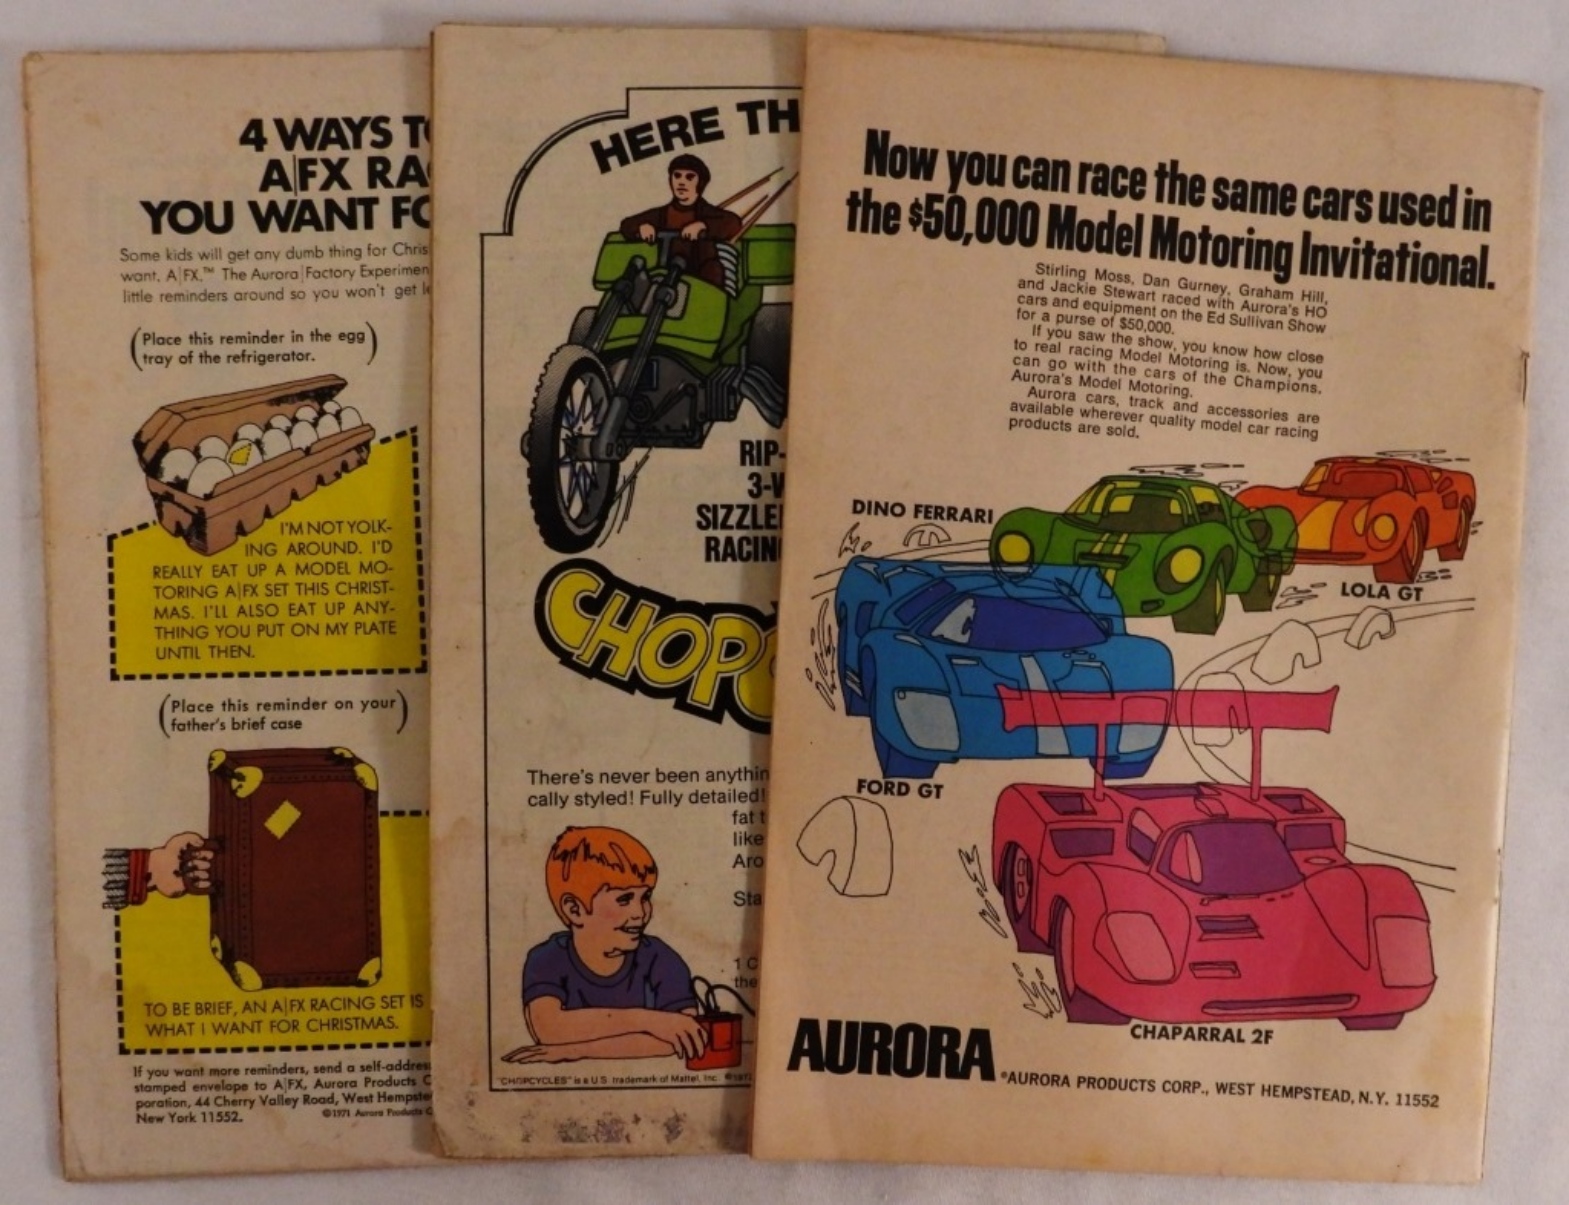 4 WAYS
A|FX
YOU WANT
Some kids will get any dumb thing for
want. A|FX.™ The Aurora|Factory
little reminders around so you won't get
(Place this reminder in the egg
tray of the refrigerator.)
I'M NOT YOLK-
ING AROUND. I'D
REALLY EAT UP A MODEL MO-
TORING A|FX SET THIS CHRIST-
MAS. I'LL ALSO EAT UP ANY-
THING YOU PUT ON MY PLATE
UNTIL THEN.
(Place this reminder on your
father's brief case)
TO BE BRIEF, AN A|FX RACING SET IS
WHAT I WANT FOR CHRISTMAS.
If you want more reminders, send a self-addres
stamped envelope to A|FX, Aurora Products C
poration, 44 Cherry Valley Road, West Hempste
New York 11552.
©1971 Aurora Products C
HERE TH
RIP-
3-
SIZZLE
RACIN
CHOPC
There's never been anythin
cally styled! Fully detailed!
fat t
like
Aro
Sta
1 C
the
"CHOPCYCLES" is a U.S. trademark of Mattel, Inc. ©197
Now you can race the same cars used in
the $50,000 Model Motoring Invitational.
Stirling Moss, Dan Gurney, Graham Hill,
and Jackie Stewart raced with Aurora's HO
cars and equipment on the Ed Sullivan Show
for a purse of $50,000.
If you saw the show, you know how close
to real racing Model Motoring is. Now, you
can go with the cars of the Champions.
Aurora's Model Motoring.
Aurora cars, track and accessories are
available wherever quality model car racing
products are sold.
DINO FERRARI
LOLA GT
FORD GT
CHAPARRAL 2F
AURORA
®AURORA PRODUCTS CORP., WEST HEMPSTEAD, N.Y. 11552